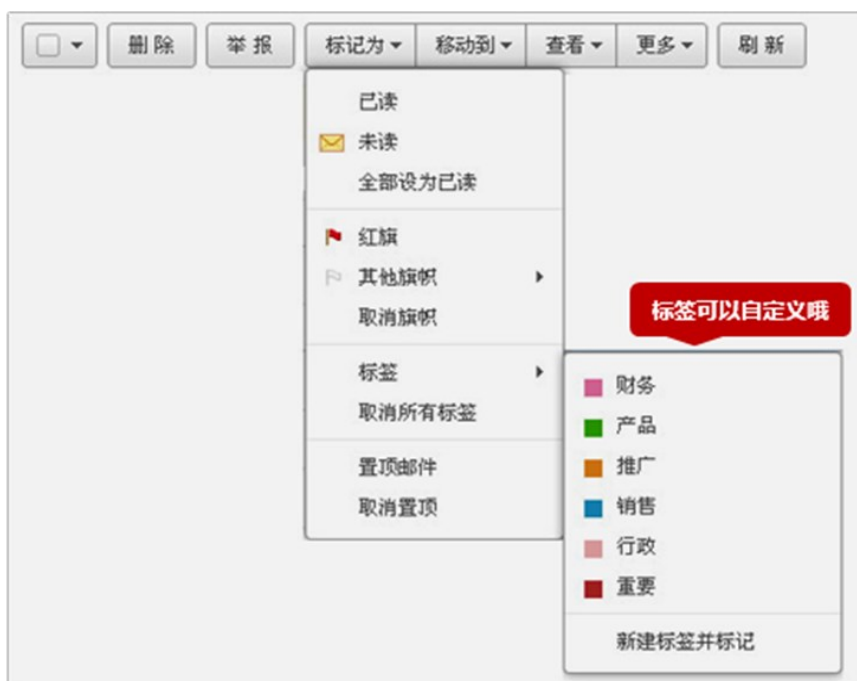 删 除 举 报 标记为 移动到 查看 更多 刷 新
已读
未读
全部设为已读
红旗
其他旗帜
取消旗帜
标签
取消所有标签
置顶邮件
取消置顶
标签可以自定义哦
财务
产品
推广
销售
行政
重要
新建标签并标记